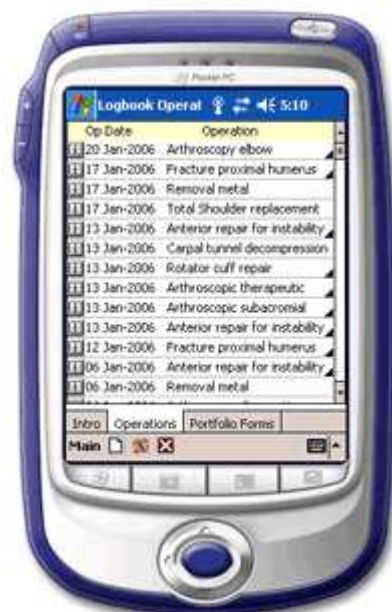 Pocket PC
Logbook Operat 5:10
Op Date Operation
20 Jan-2006 Arthroscopy elbow
17 Jan-2006 Fracture proximal humerus
17 Jan-2006 Removal metal
17 Jan-2006 Total Shoulder replacement
13 Jan-2006 Anterior repair for instability
13 Jan-2006 Carpal tunnel decompression
13 Jan-2006 Rotator cuff repair
13 Jan-2006 Arthroscopic therapeutic
13 Jan-2006 Arthroscopic subacromial
13 Jan-2006 Anterior repair for instability
12 Jan-2006 Fracture proximal humerus
06 Jan-2006 Anterior repair for instability
06 Jan-2006 Removal metal
Intro Operations Portfolio Forms
Main